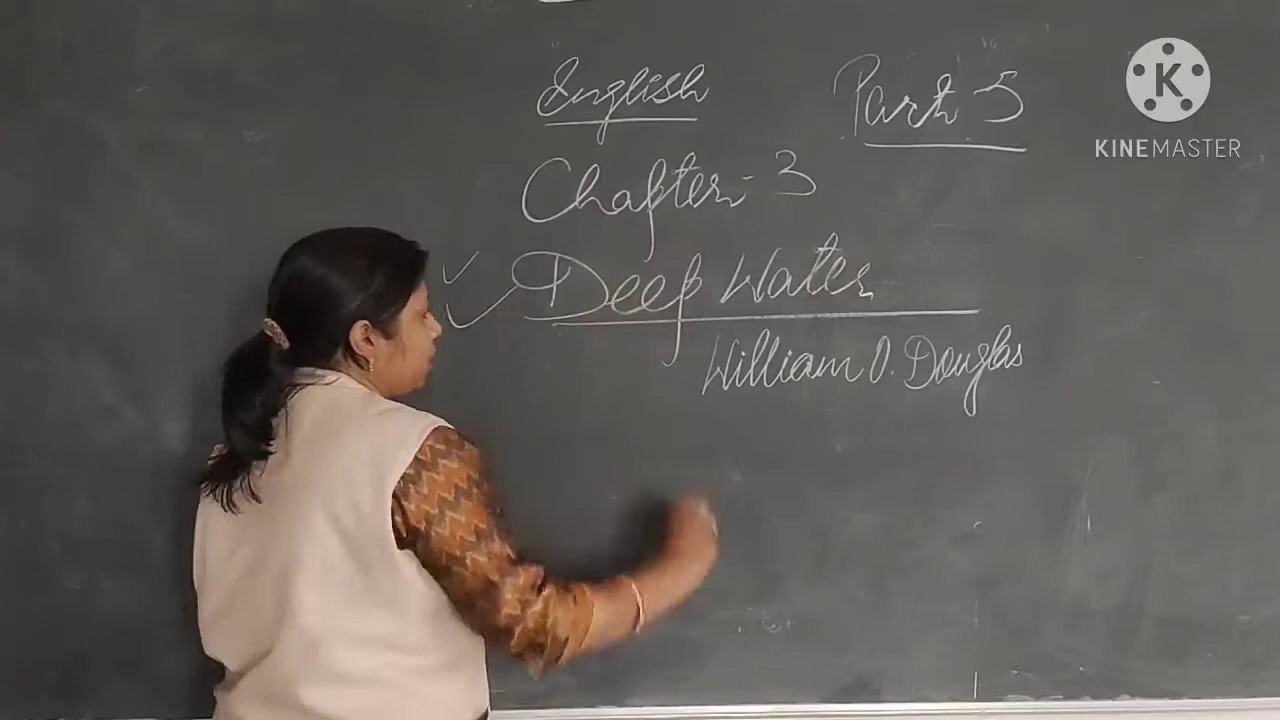 English Part-5
Chapter-3
Deep Water
William O. Douglas
K
KINEMASTER